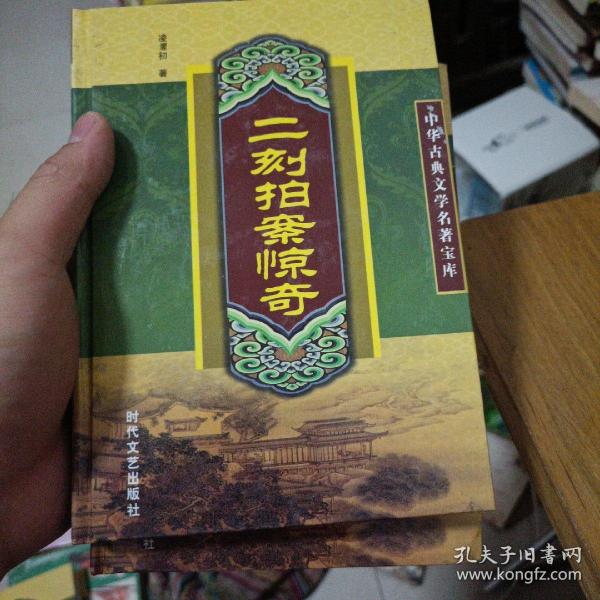 凌濛初 著
二刻拍案惊奇
中华古典文学名著宝库
时代文艺出版社
社
孔夫子旧书网
www.kongfz.com